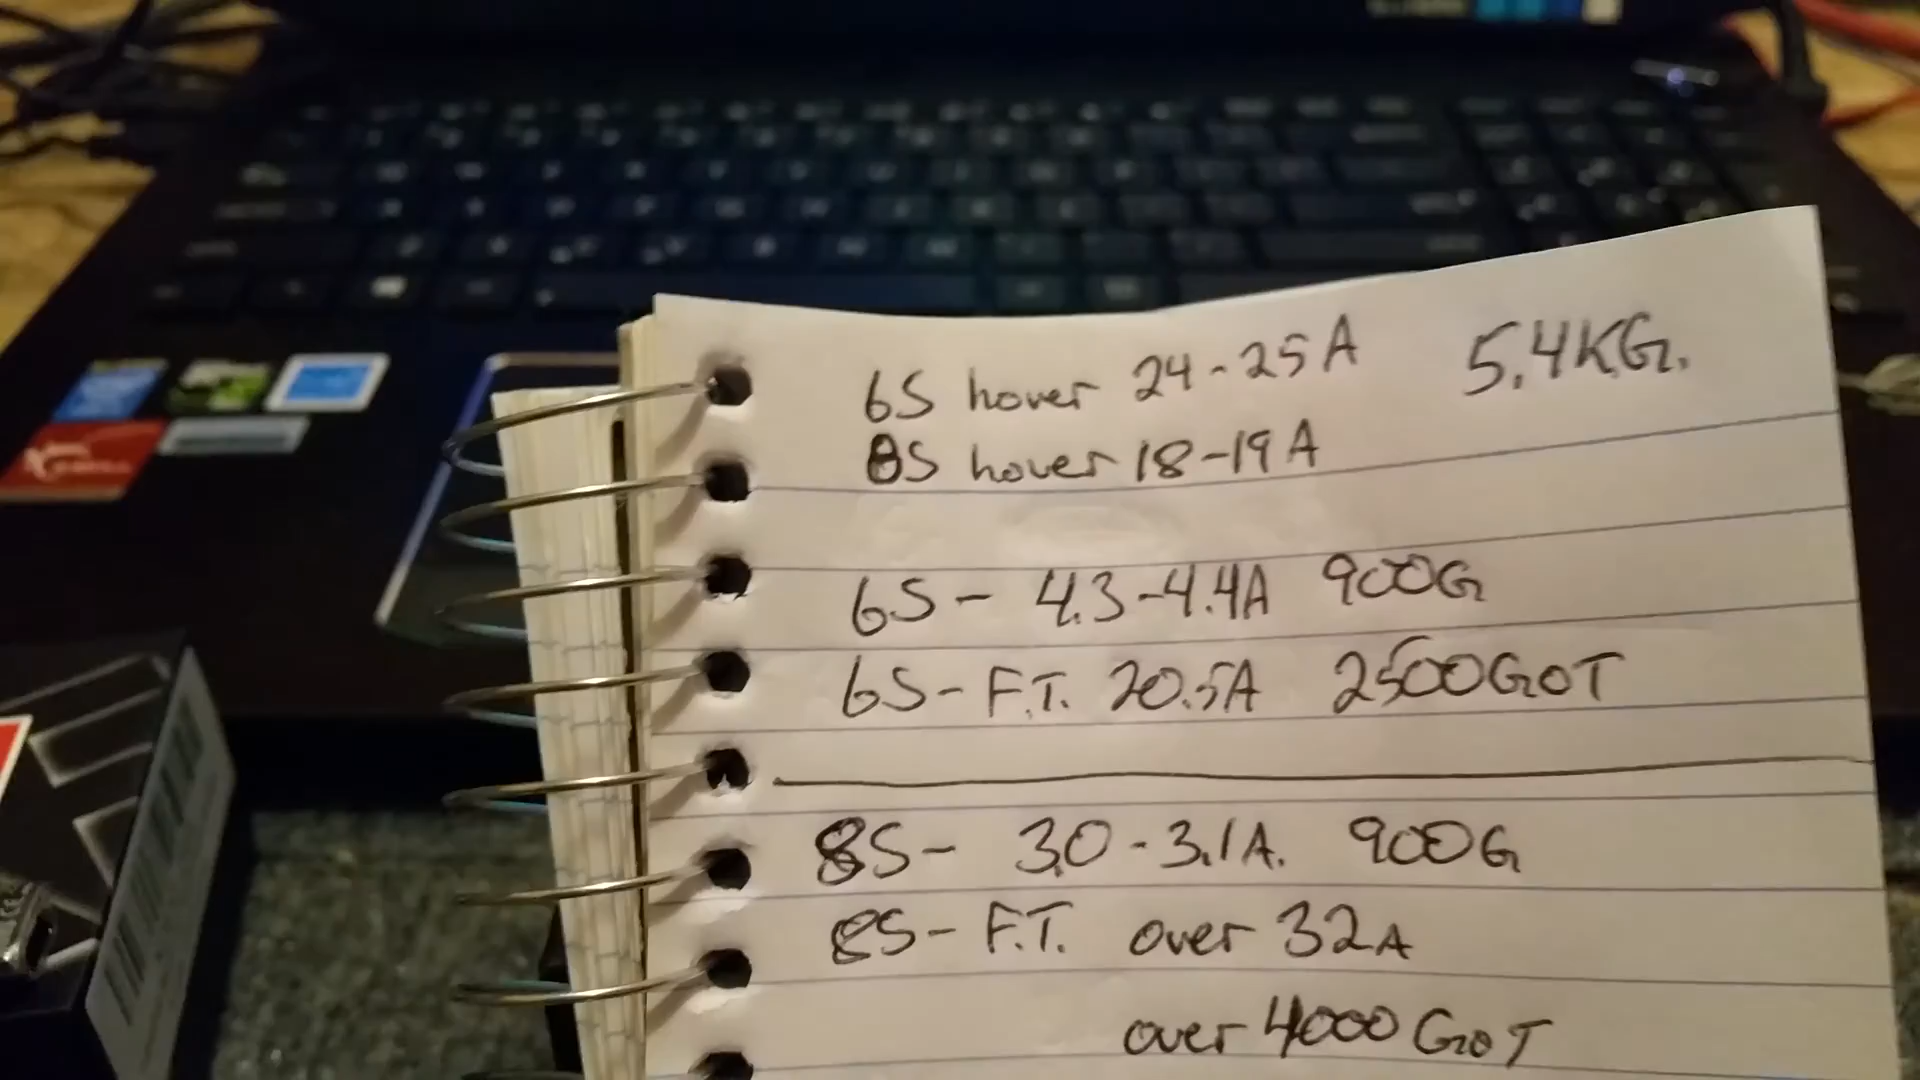 6S hover 24-25A 5.4KG.
8S hover 18-19A
6S- 4.3-4.4A 900G
6S- F.T. 20.5A 2500GOT
8S- 3.0-3.1A. 900G
8S- F.T. over 32A
over 4000 GOT